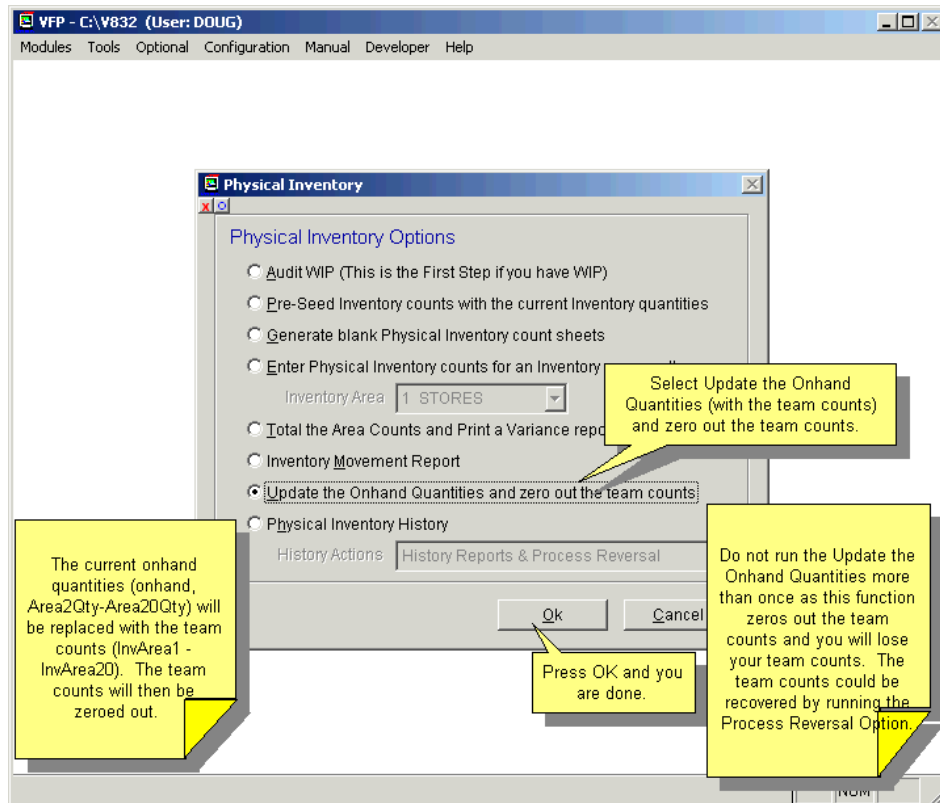 VFP - C:\V832 (User: DOUG)
Modules Tools Optional Configuration Manual Developer Help
Physical Inventory
Physical Inventory Options
Audit WIP (This is the First Step if you have WIP)
Pre-Seed Inventory counts with the current Inventory quantities
Generate blank Physical Inventory count sheets
Enter Physical Inventory counts for an Inventory
Inventory Area 1 STORES
Total the Area Counts and Print a Variance repo
Inventory Movement Report
Update the Onhand Quantities and zero out the team counts
Physical Inventory History
History Actions History Reports & Process Reversal
Ok Cancel
Select Update the Onhand
Quantities (with the team counts)
and zero out the team counts.
The current onhand
quantities (onhand,
Area2Qty-Area20Qty) will
be replaced with the team
counts (InvArea1 -
InvArea20). The team
counts will then be
zeroed out.
Press OK and you
are done.
Do not run the Update the
Onhand Quantities more
than once as this function
zeros out the team
counts and you will lose
your team counts. The
team counts could be
recovered by running the
Process Reversal Option.
NUM